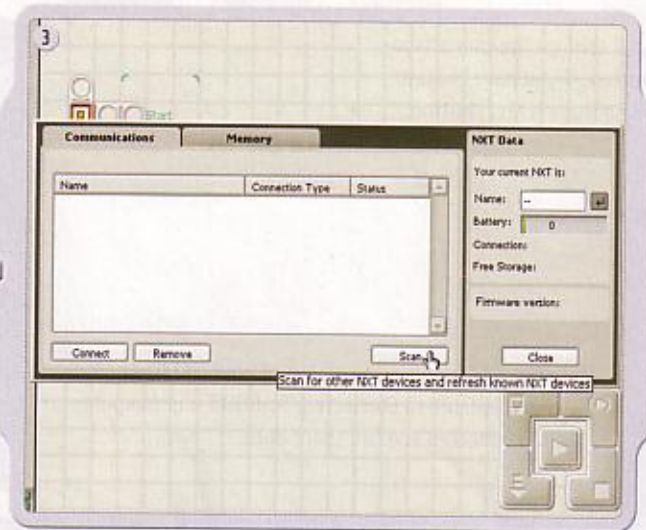 3
Start
Communications
Memory
Name
Connection Type
Status
Connect
Remove
Scan
Scan for other NXT devices and refresh known NXT devices
NXT Data
Your current NXT is:
Name: --
Battery: 0
Connection:
Free Storage:
Firmware version:
Close